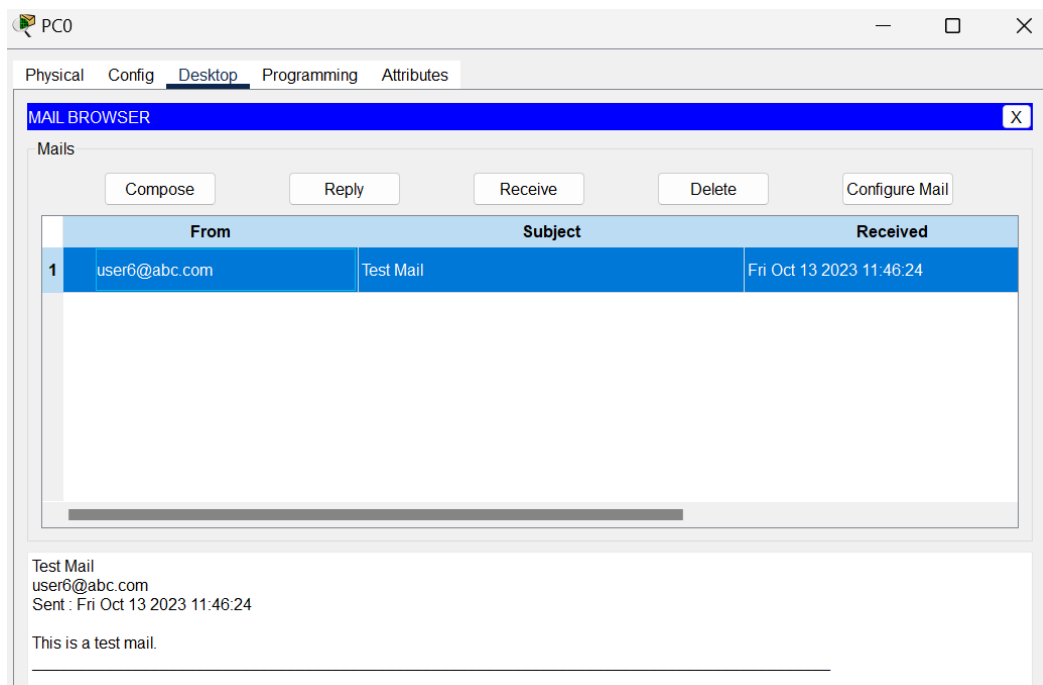 PC0
Physical Config Desktop Programming Attributes
MAIL BROWSER X
Mails
Compose Reply Receive Delete Configure Mail
From Subject Received
1 user6@abc.com Test Mail Fri Oct 13 2023 11:46:24
Test Mail
user6@abc.com
Sent : Fri Oct 13 2023 11:46:24
This is a test mail.